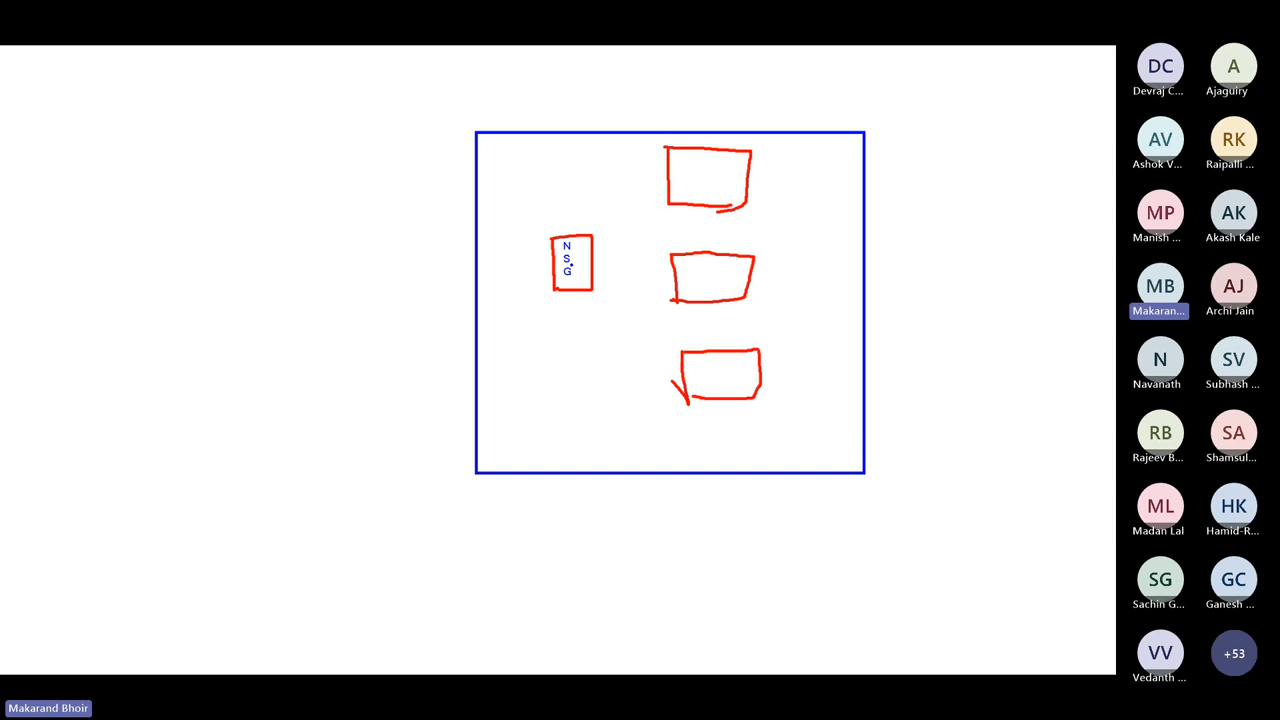 N
S
G
DC
A
Devraj C...
Ajagulry
AV
RK
Ashok V...
Raipalli ...
MP
AK
Manish ...
Akash Kale
MB
AJ
Makaran...
Archi Jain
N
SV
Navanath
Subhash ...
RB
SA
Rajeev B...
Shamsul...
ML
HK
Madan Lal
Hamid-R...
SG
GC
Sachin G...
Ganesh ...
VV
+53
Vedanth ...
Makarand Bhoir